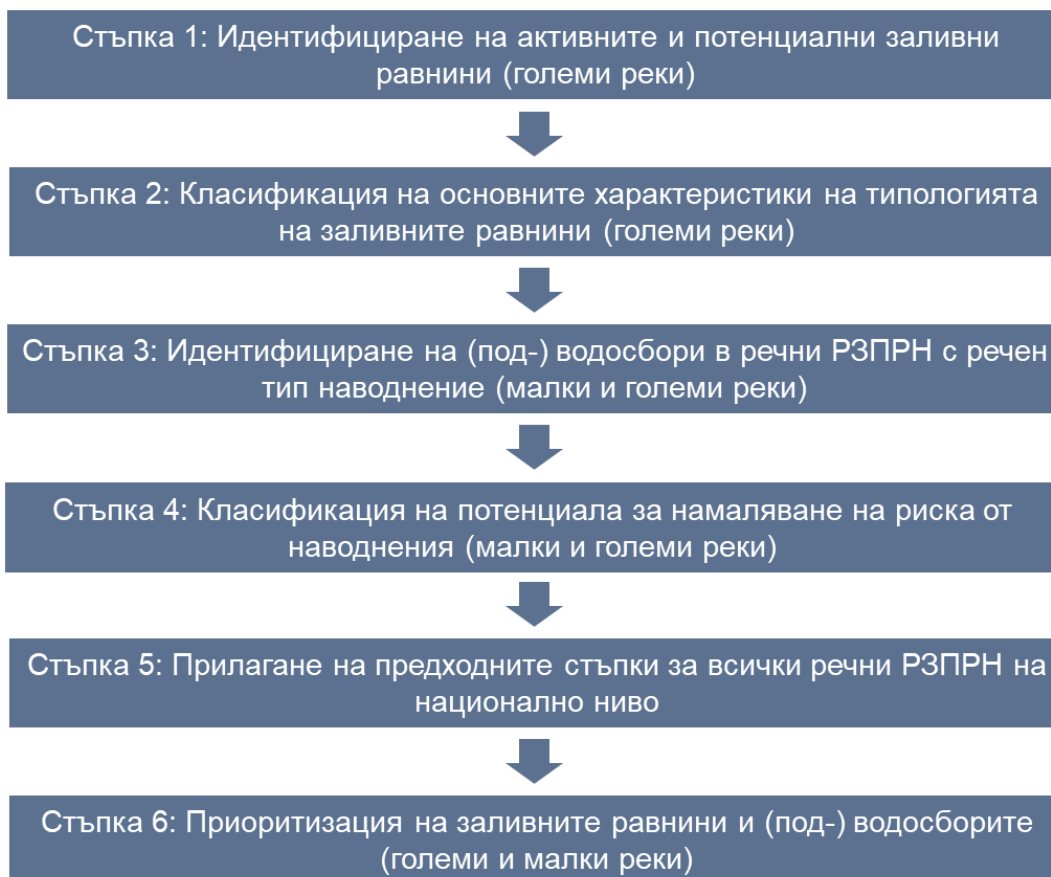 Стъпка 1: Идентифициране на активните и потенциални заливни
равнини (големи реки)
Стъпка 2: Класификация на основните характеристики на типологията
на заливните равнини (големи реки)
Стъпка 3: Идентифициране на (под-) водосбори в речни РЗПРН с речен
тип наводнение (малки и големи реки)
Стъпка 4: Класификация на потенциала за намаляване на риска от
наводнения (малки и големи реки)
Стъпка 5: Прилагане на предходните стъпки за всички речни РЗПРН на
национално ниво
Стъпка 6: Приоритизация на заливните равнини и (под-) водосборите
(големи и малки реки)